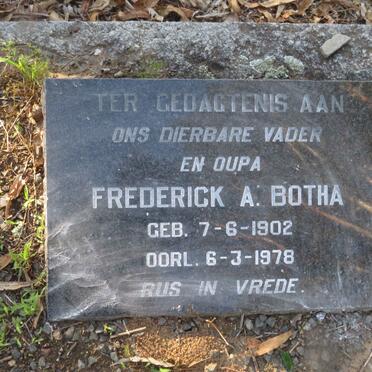 TER GEDAGTENIS AAN
ONS DIERBARE VADER
EN OUPA
FREDERICK A. BOTHA
GEB. 7-6-1902
OORL. 6-3-1978
RUS IN VREDE.